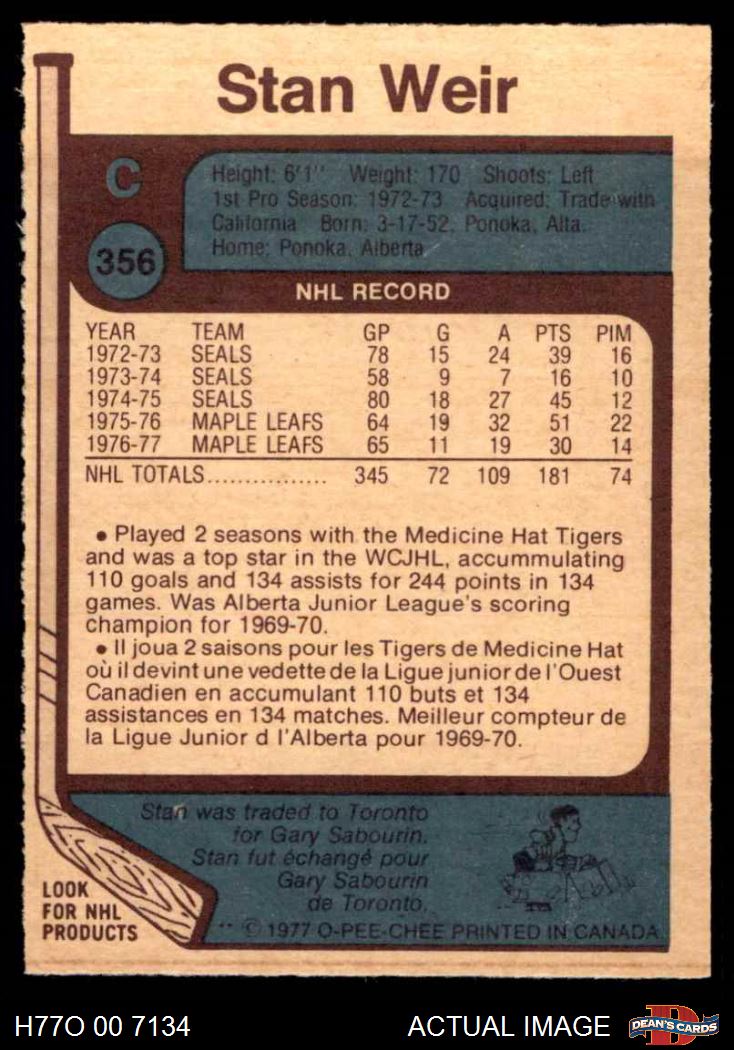 Stan Weir
C
356
Height: 6'1'' Weight: 170 Shoots: Left
1st Pro Season: 1972-73 Acquired: Trade with
California Born: 3-17-52, Ponoka, Alta.
Home: Ponoka, Alberta
NHL RECORD
YEAR TEAM GP G A PTS PIM
1972-73 SEALS 78 15 24 39 16
1973-74 SEALS 58 9 7 16 10
1974-75 SEALS 80 18 27 45 12
1975-76 MAPLE LEAFS 64 19 32 51 22
1976-77 MAPLE LEAFS 65 11 19 30 14
NHL TOTALS................ 345 72 109 181 74
• Played 2 seasons with the Medicine Hat Tigers
and was a top star in the WCJHL, accummulating
110 goals and 134 assists for 244 points in 134
games. Was Alberta Junior League's scoring
champion for 1969-70.
• Il joua 2 saisons pour les Tigers de Medicine Hat
où il devint une vedette de la Ligue junior de l'Ouest
Canadien en accumulant 110 buts et 134
assistances en 134 matches. Meilleur compteur de
la Ligue Junior d l'Alberta pour 1969-70.
Stan was traded to Toronto
for Gary Sabourin.
Stan fut échangé pour
Gary Sabourin
de Toronto.
LOOK
FOR NHL
PRODUCTS
** © 1977 O-PEE-CHEE PRINTED IN CANADA
H77O 00 7134 ACTUAL IMAGE DEAN'S CARDS